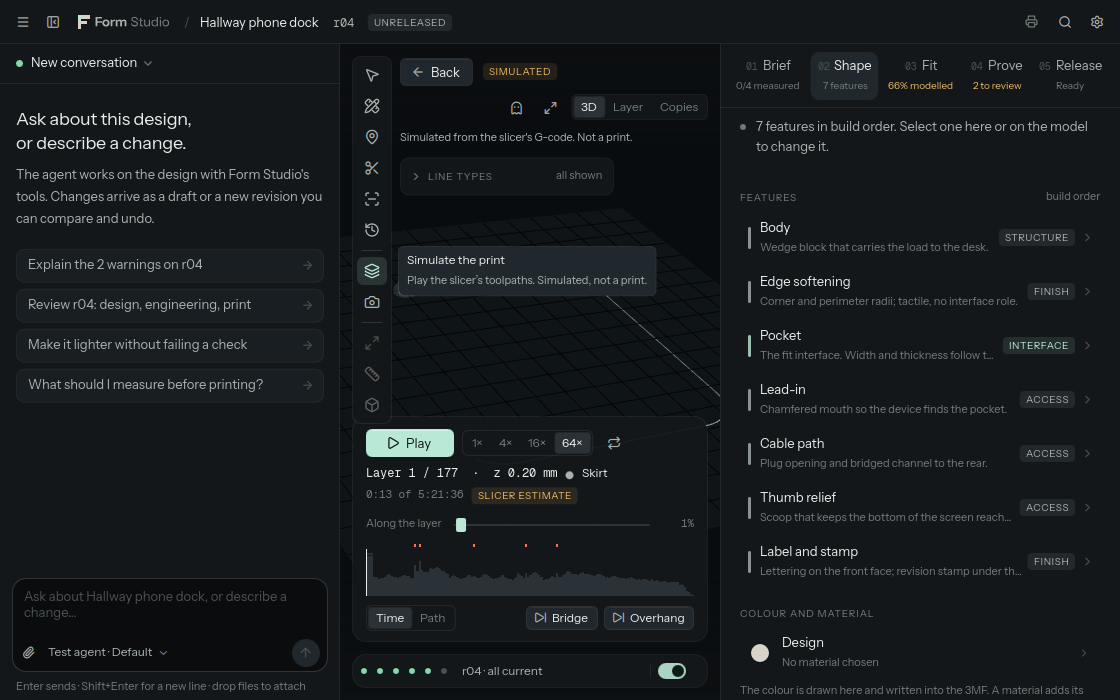 Form Studio / Hallway phone dock r04 UNRELEASED
New conversation
Ask about this design,
or describe a change.
The agent works on the design with Form Studio's
tools. Changes arrive as a draft or a new revision you
can compare and undo.
Explain the 2 warnings on r04
Review r04: design, engineering, print
Make it lighter without failing a check
What should I measure before printing?
Ask about Hallway phone dock, or describe a
change...
Test agent · Default
Enter sends · Shift+Enter for a new line · drop files to attach
Back SIMULATED
3D Layer Copies
Simulated from the slicer's G-code. Not a print.
LINE TYPES all shown
Simulate the print
Play the slicer's toolpaths. Simulated, not a print.
Play 1× 4× 16× 64×
Layer 1 / 177 · z 0.20 mm Skirt
0:13 of 5:21:36 SLICER ESTIMATE
Along the layer 1%
Time Path Bridge Overhang
r04 · all current
01 Brief 02 Shape 03 Fit 04 Prove 05 Release
0/4 measured 7 features 66% modelled 2 to review Ready
7 features in build order. Select one here or on the model
to change it.
FEATURES build order
Body STRUCTURE
Wedge block that carries the load to the desk.
Edge softening FINISH
Corner and perimeter radii; tactile, no interface role.
Pocket INTERFACE
The fit interface. Width and thickness follow t...
Lead-in ACCESS
Chamfered mouth so the device finds the pocket.
Cable path ACCESS
Plug opening and bridged channel to the rear.
Thumb relief ACCESS
Scoop that keeps the bottom of the screen reach...
Label and stamp FINISH
Lettering on the front face; revision stamp under th...
COLOUR AND MATERIAL
Design
No material chosen
The colour is drawn here and written into the 3MF. A material adds its